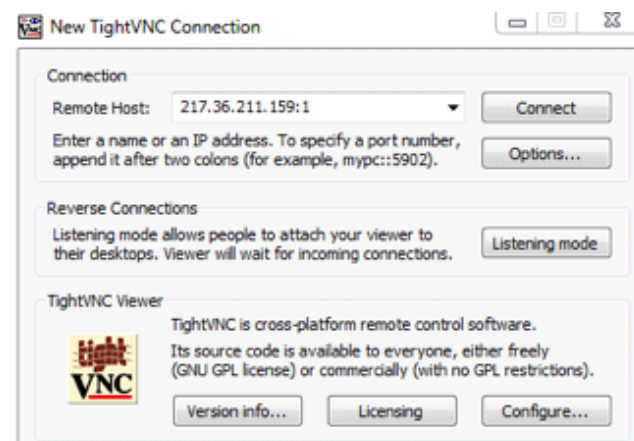 New TightVNC Connection
Connection
Remote Host: 217.36.211.159:1 Connect
Enter a name or an IP address. To specify a port number,
append it after two colons (for example, mypc::5902). Options...
Reverse Connections
Listening mode allows people to attach your viewer to
their desktops. Viewer will wait for incoming connections. Listening mode
TightVNC Viewer
TightVNC is cross-platform remote control software.
Its source code is available to everyone, either freely
(GNU GPL license) or commercially (with no GPL restrictions).
tight
VNC
Version info... Licensing Configure...